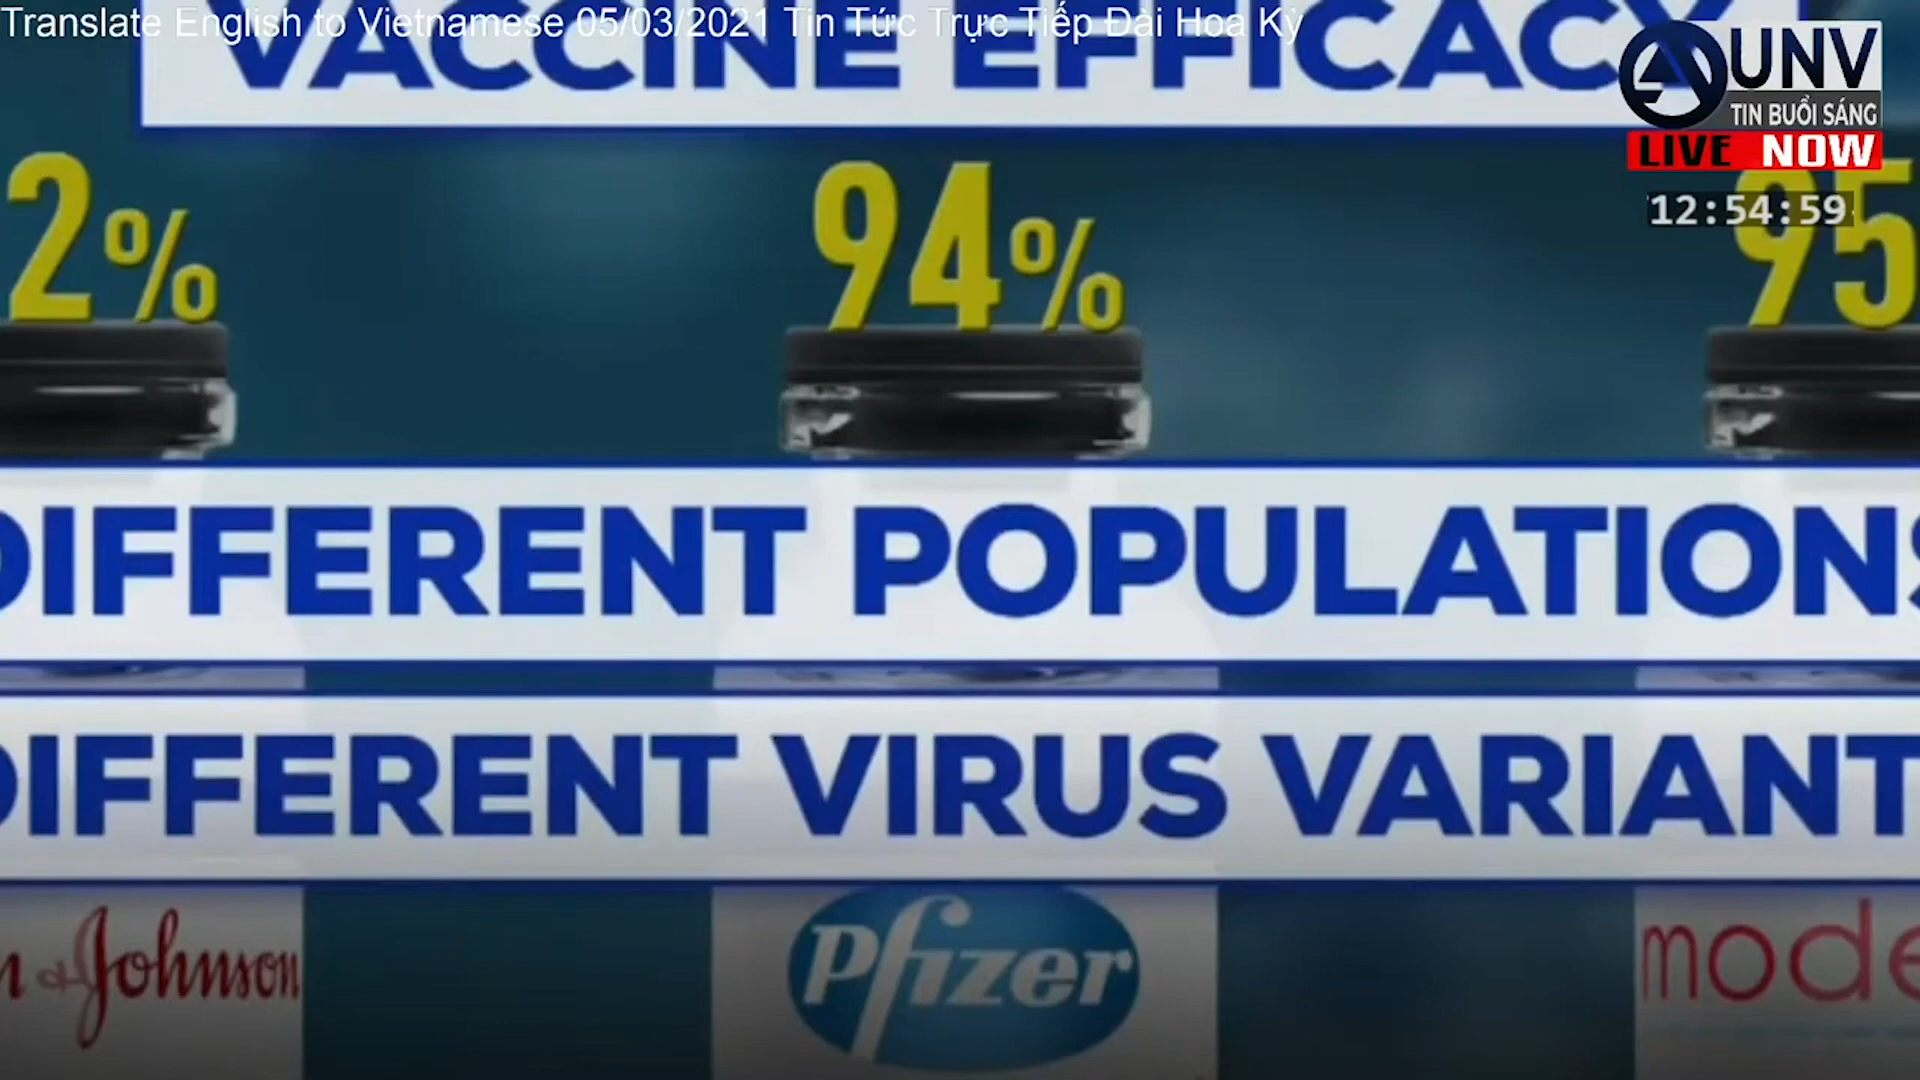 Translate English to Vietnamese 05/03/2021 Tin Tức Trực Tiếp Đài Hoa Kỳ
VACCINE EFFICACY
UNV
TIN BUỔI SÁNG
LIVE NOW
12:54:59
2%
94%
95
DIFFERENT POPULATIONS
DIFFERENT VIRUS VARIANT
n & Johnson
Pfizer
mode